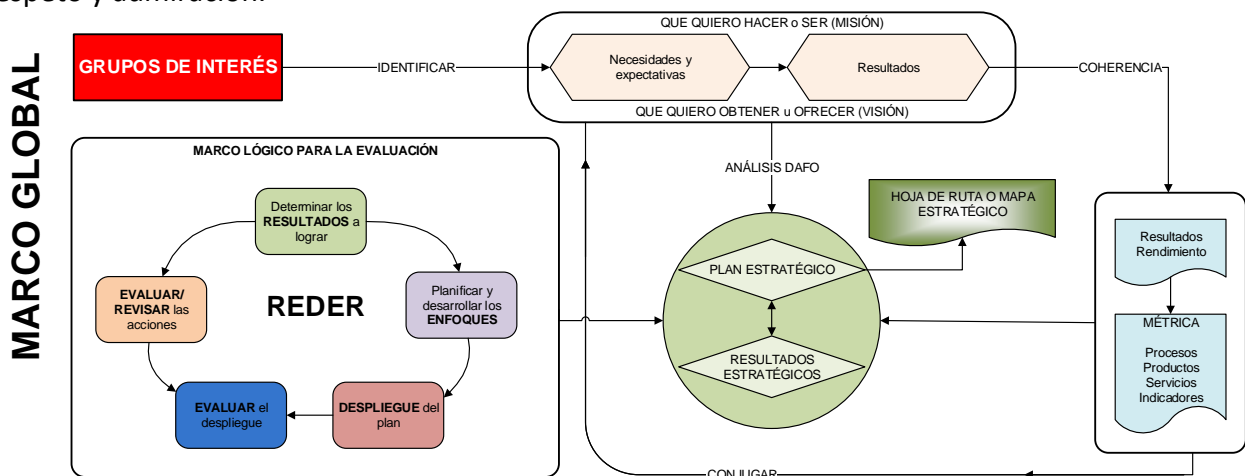 espeto y admiración.
MARCO GLOBAL
GRUPOS DE INTERÉS
IDENTIFICAR
QUE QUIERO HACER o SER (MISIÓN)
Necesidades y
expectativas
Resultados
QUE QUIERO OBTENER u OFRECER (VISIÓN)
COHERENCIA
MARCO LÓGICO PARA LA EVALUACIÓN
Determinar los
RESULTADOS a
lograr
EVALUAR/
REVISAR las
acciones
REDER
Planificar y
desarrollar los
ENFOQUES
EVALUAR el
despliegue
DESPLIEGUE del
plan
ANÁLISIS DAFO
PLAN ESTRATÉGICO
RESULTADOS
ESTRATÉGICOS
HOJA DE RUTA O MAPA
ESTRATÉGICO
Resultados
Rendimiento
MÉTRICA
Procesos
Productos
Servicios
Indicadores
CONJUGAR